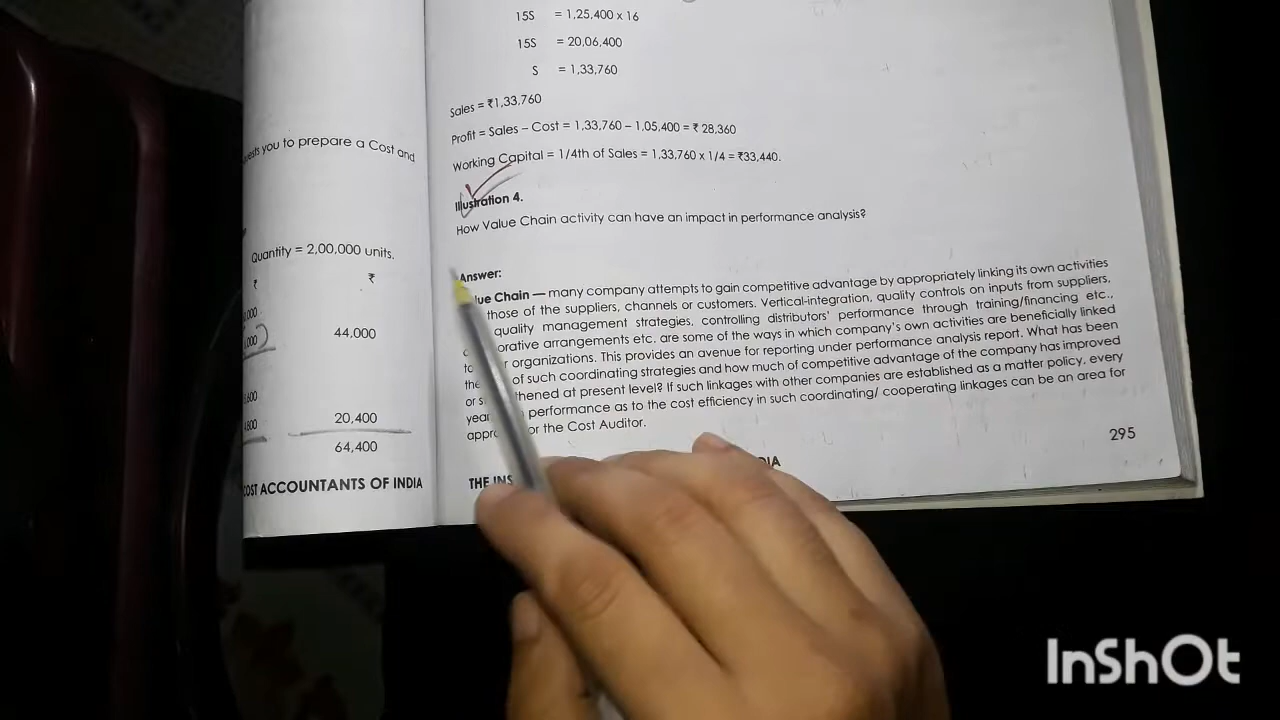 ests you to prepare a Cost and
Quantity = 2,00,000 units.
₹ ₹
44,000
20,400
64,400
COST ACCOUNTANTS OF INDIA
15S = 1,25,400 x 16
15S = 20,06,400
S = 1,33,760
Sales = ₹1,33,760
Profit = Sales – Cost = 1,33,760 – 1,05,400 = ₹ 28,360
Working Capital = 1/4th of Sales = 1,33,760 x 1/4 = ₹33,440.
Illustration 4.
How Value Chain activity can have an impact in performance analysis?
Answer:
lue Chain — many company attempts to gain competitive advantage by appropriately linking its own activities
those of the suppliers, channels or customers. Vertical-integration, quality controls on inputs from suppliers,
quality management strategies, controlling distributors' performance through training/financing etc.,
orative arrangements etc. are some of the ways in which company's own activities are beneficially linked
to r organizations. This provides an avenue for reporting under performance analysis report. What has been
the of such coordinating strategies and how much of competitive advantage of the company has improved
or s thened at present level? If such linkages with other companies are established as a matter policy, every
year performance as to the cost efficiency in such coordinating/ cooperating linkages can be an area for
appr or the Cost Auditor.
295
THE INS DIA
InShOt